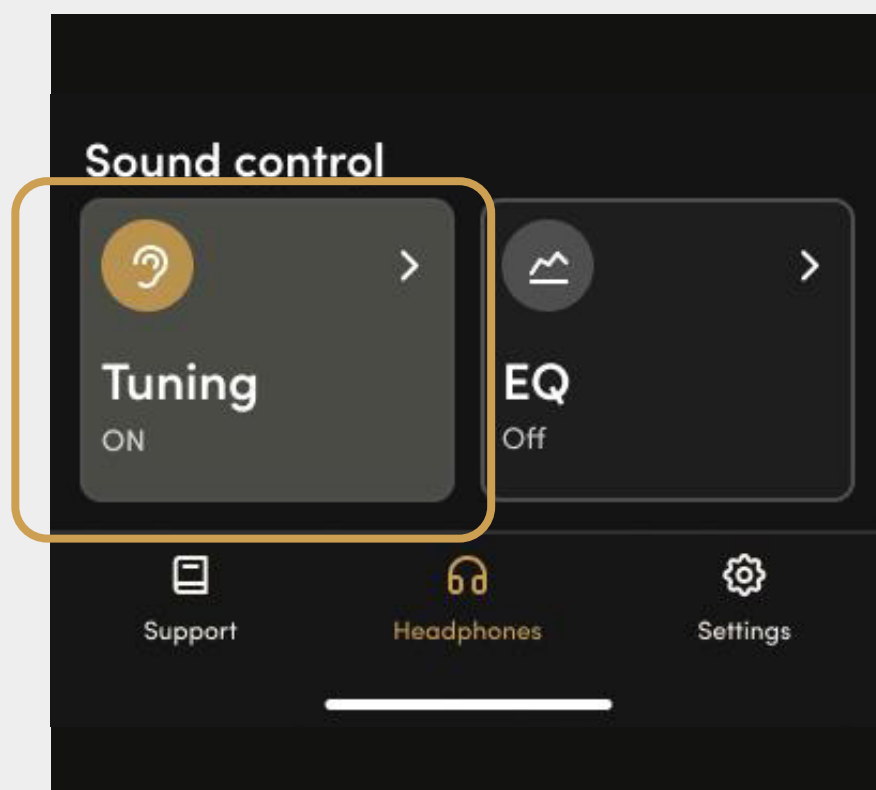 Sound control
Tuning
ON
EQ
Off
Support
Headphones
Settings